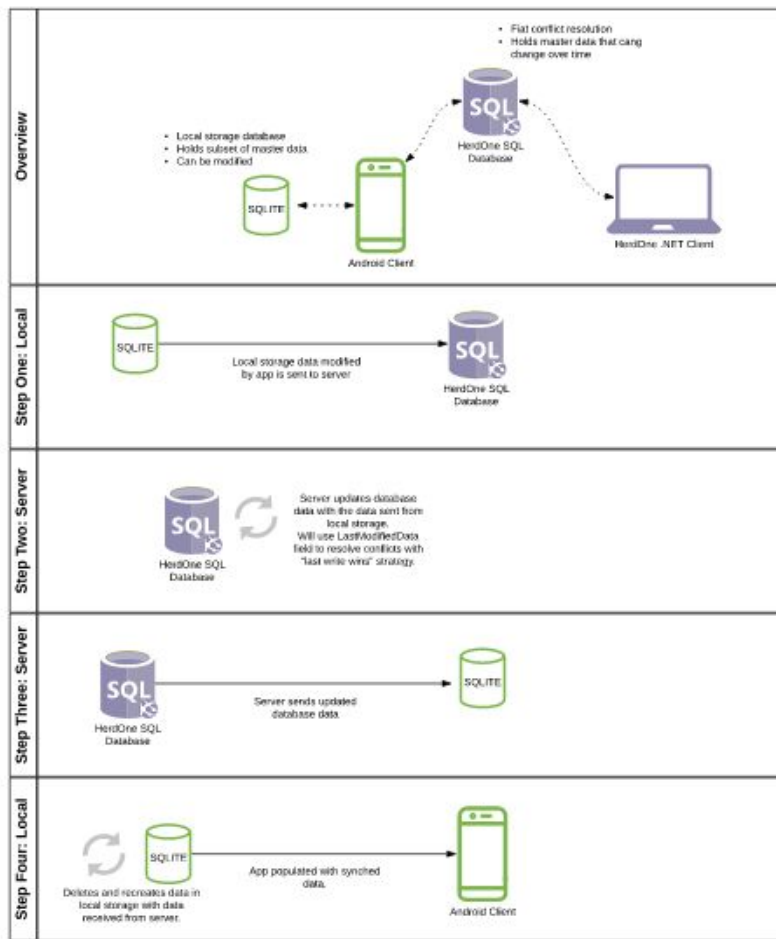 Overview
• Fiat conflict resolution
• Holds master data that cang
change over time
SQL
HerdOne SQL
Database
• Local storage database
• Holds subset of master data
• Can be modified
SQLITE
Android Client
HerdOne .NET Client
Step One: Local
SQLITE
Local storage data modified
by app is sent to server
SQL
HerdOne SQL
Database
Step Two: Server
SQL
HerdOne SQL
Database
Server updates database
data with the data sent from
local storage.
Will use LastModifiedData
field to resolve conflicts with
"last write wins" strategy.
Step Three: Server
SQL
HerdOne SQL
Database
Server sends updated
database data
SQLITE
Step Four: Local
SQLITE
Deletes and recreates data in
local storage with data
received from server.
App populated with synched
data.
Android Client